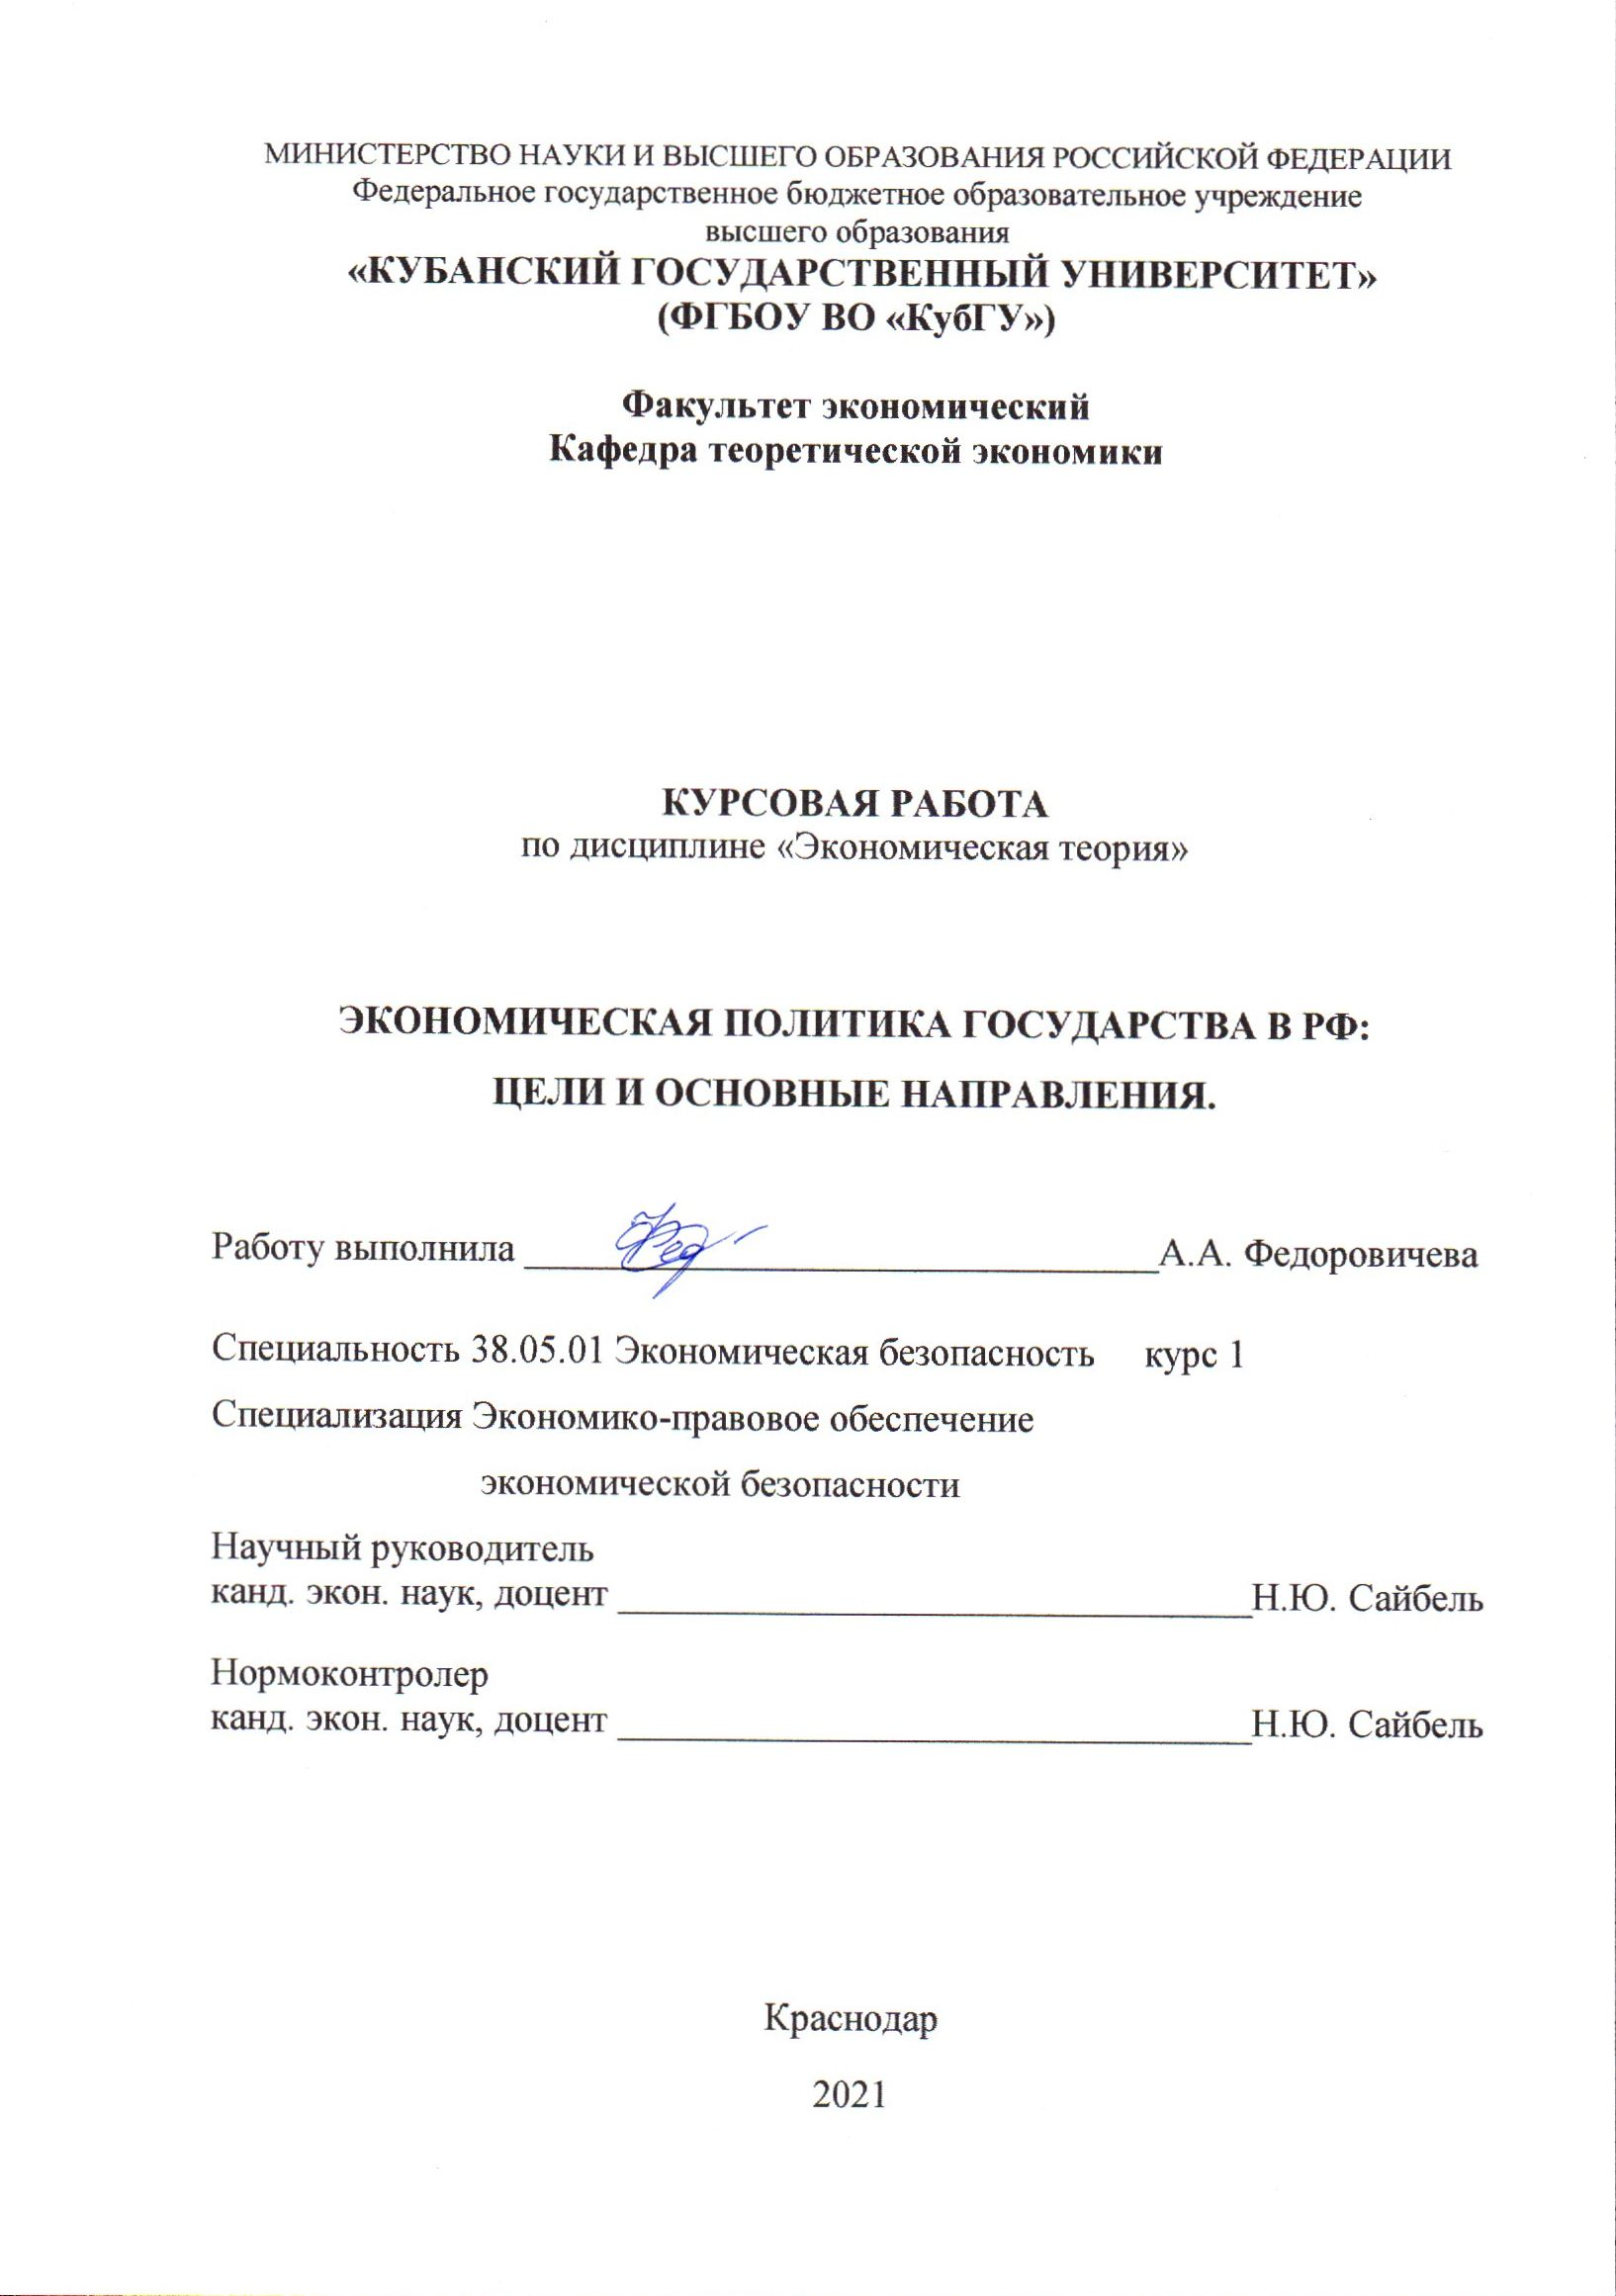 МИНИСТЕРСТВО НАУКИ И ВЫСШЕГО ОБРАЗОВАНИЯ РОССИЙСКОЙ ФЕДЕРАЦИИ
Федеральное государственное бюджетное образовательное учреждение
высшего образования
«КУБАНСКИЙ ГОСУДАРСТВЕННЫЙ УНИВЕРСИТЕТ»
(ФГБОУ ВО «КубГУ»)
Факультет экономический
Кафедра теоретической экономики
КУРСОВАЯ РАБОТА
по дисциплине «Экономическая теория»
ЭКОНОМИЧЕСКАЯ ПОЛИТИКА ГОСУДАРСТВА В РФ:
ЦЕЛИ И ОСНОВНЫЕ НАПРАВЛЕНИЯ.
Работу выполнила Фед А.А. Федоровичева
Специальность 38.05.01 Экономическая безопасность курс 1
Специализация Экономико-правовое обеспечение
экономической безопасности
Научный руководитель
канд. экон. наук, доцент Н.Ю. Сайбель
Нормоконтролер
канд. экон. наук, доцент Н.Ю. Сайбель
Краснодар
2021